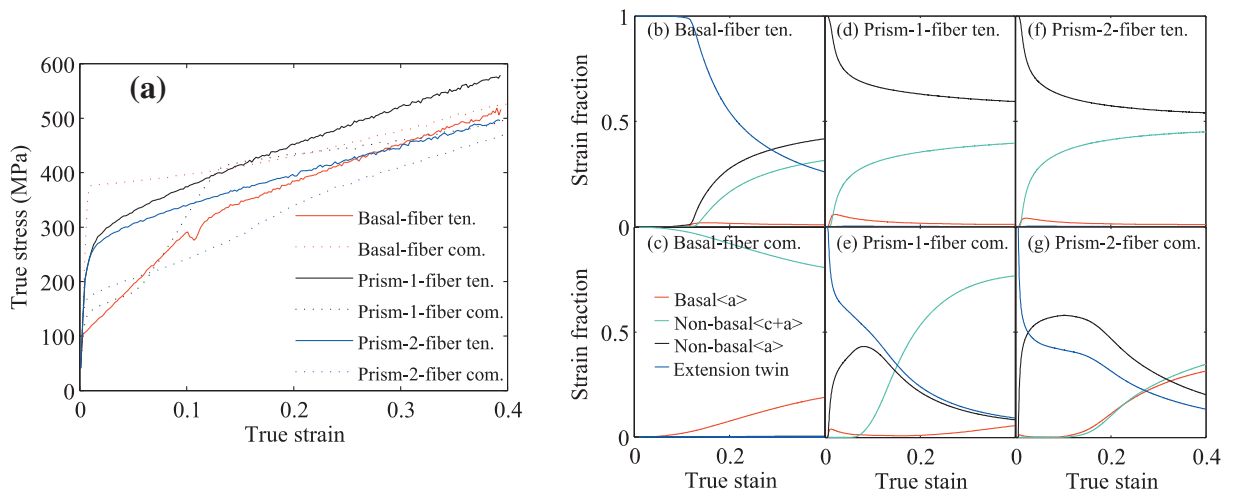 (a)
600
500
400
300
200
100
0
True stress (MPa)
Basal-fiber ten.
Basal-fiber com.
Prism-1-fiber ten.
Prism-1-fiber com.
Prism-2-fiber ten.
Prism-2-fiber com.
0 0.1 0.2 0.3 0.4
True strain
1
0.5
0
Strain fraction
(b) Basal-fiber ten.
(d) Prism-1-fiber ten.
(f) Prism-2-fiber ten.
(c) Basal-fiber com.
(e) Prism-1-fiber com.
(g) Prism-2-fiber com.
0.5
0
Strain fraction
Basal<a>
Non-basal<c+a>
Non-basal<a>
Extension twin
0 0.2 0 0.2 0 0.2 0.4
True stain True stain True stain